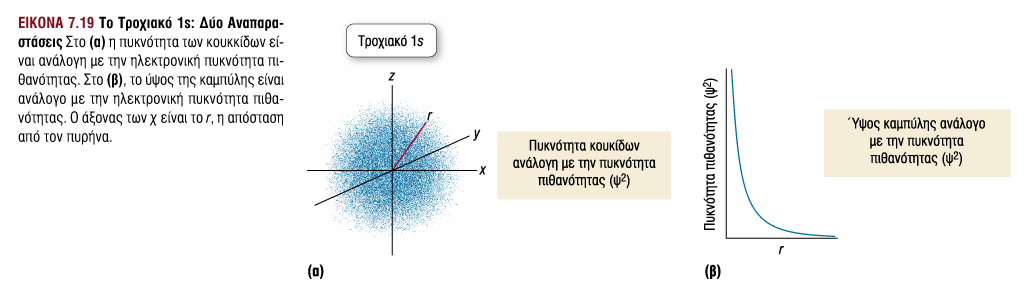 ΕΙΚΟΝΑ 7.19 Το Τροχιακό 1s: Δύο Αναπαρα-
στάσεις Στο (α) η πυκνότητα των κουκκίδων εί-
ναι ανάλογη με την ηλεκτρονική πυκνότητα πι-
θανότητας. Στο (β), το ύψος της καμπύλης είναι
ανάλογο με την ηλεκτρονική πυκνότητα πιθα-
νότητας. Ο άξονας των χ είναι το r, η απόσταση
από τον πυρήνα.
Τροχιακό 1s
z
r
y
x
Πυκνότητα κουκίδων
ανάλογη με την πυκνότητα
πιθανότητας (ψ²)
(α)
Πυκνότητα πιθανότητας (ψ²)
r
Ύψος καμπύλης ανάλογο
με την πυκνότητα
πιθανότητας (ψ²)
(β)